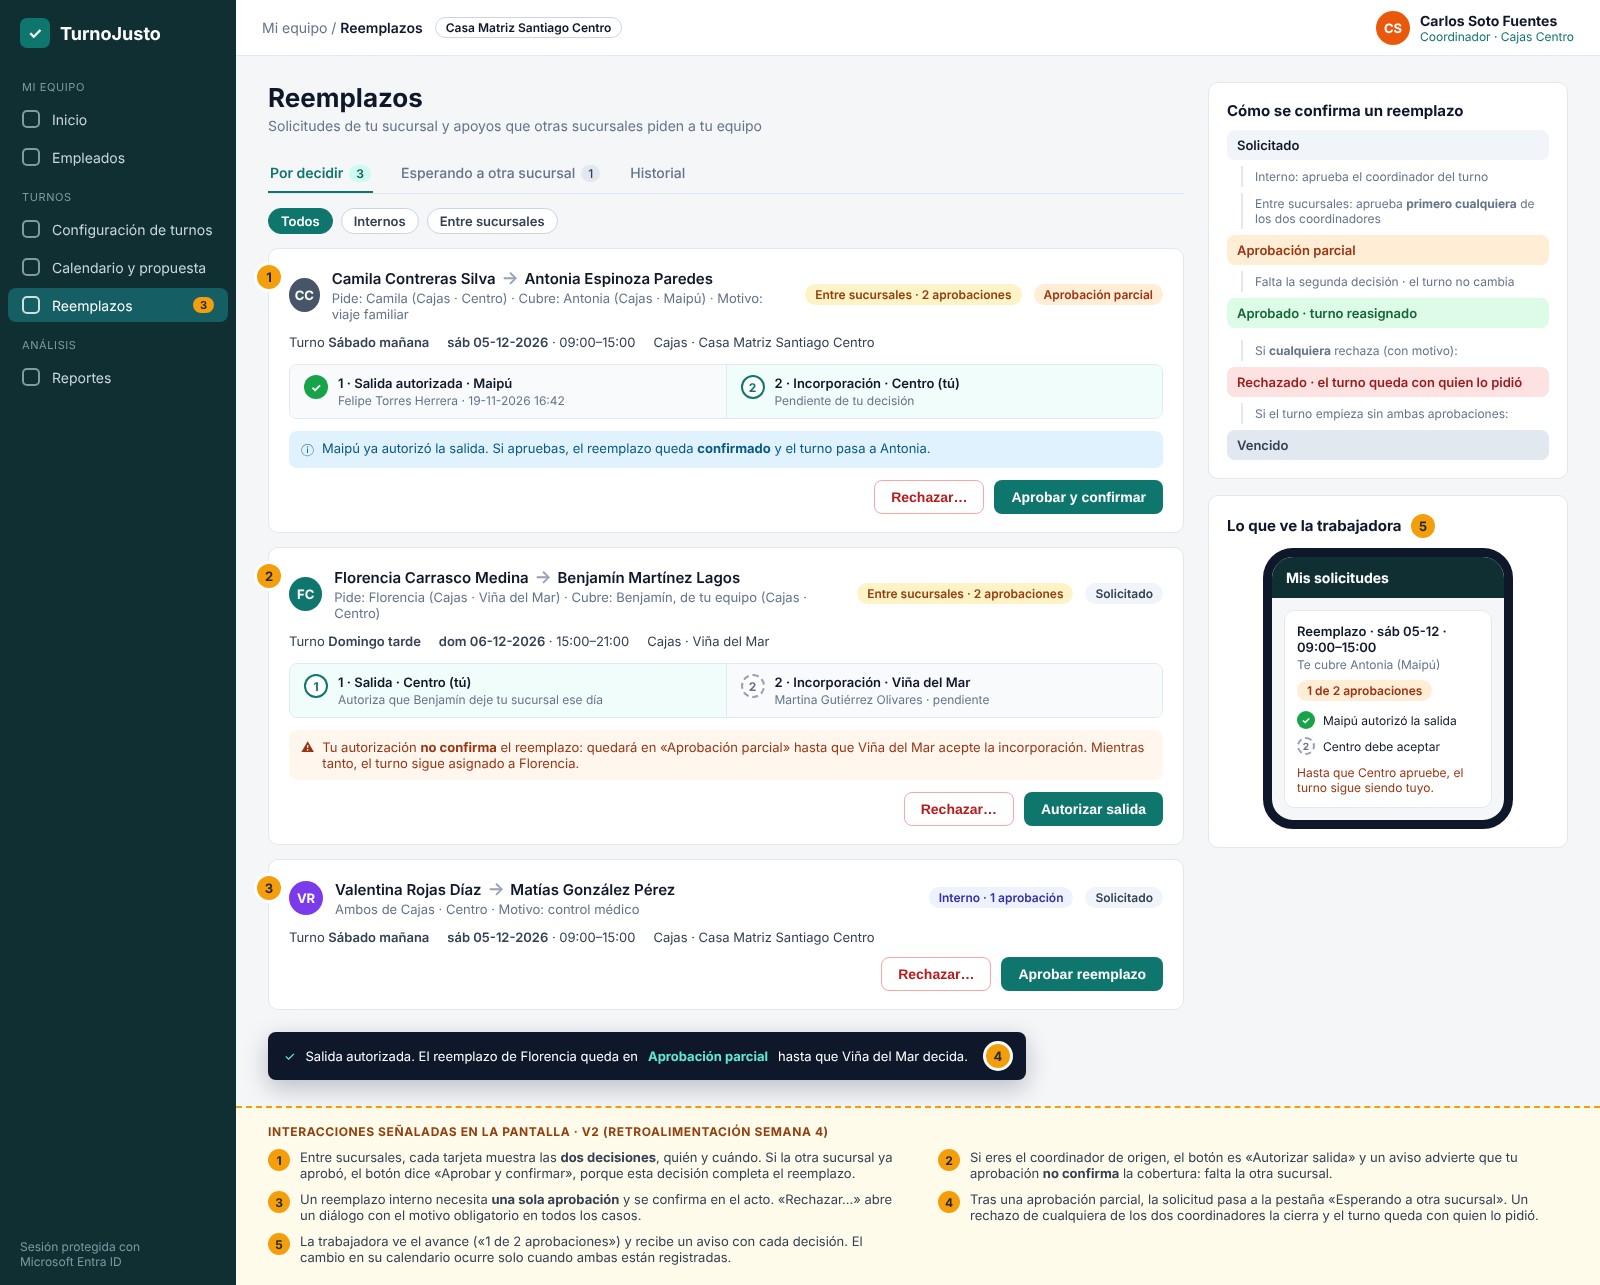 TurnoJusto
MI EQUIPO
Inicio
Empleados
TURNOS
Configuración de turnos
Calendario y propuesta
Reemplazos 3
ANÁLISIS
Reportes
Sesión protegida con
Microsoft Entra ID
Mi equipo / Reemplazos Casa Matriz Santiago Centro
CS
Carlos Soto Fuentes
Coordinador · Cajas Centro
Reemplazos
Solicitudes de tu sucursal y apoyos que otras sucursales piden a tu equipo
Por decidir 3 Esperando a otra sucursal 1 Historial
Todos Internos Entre sucursales
1
CC
Camila Contreras Silva → Antonia Espinoza Paredes
Pide: Camila (Cajas · Centro) · Cubre: Antonia (Cajas · Maipú) · Motivo:
viaje familiar
Entre sucursales · 2 aprobaciones Aprobación parcial
Turno Sábado mañana sáb 05-12-2026 · 09:00–15:00 Cajas · Casa Matriz Santiago Centro
1 · Salida autorizada · Maipú
Felipe Torres Herrera · 19-11-2026 16:42
2
2 · Incorporación · Centro (tú)
Pendiente de tu decisión
ⓘ Maipú ya autorizó la salida. Si apruebas, el reemplazo queda confirmado y el turno pasa a Antonia.
Rechazar... Aprobar y confirmar
2
FC
Florencia Carrasco Medina → Benjamín Martínez Lagos
Pide: Florencia (Cajas · Viña del Mar) · Cubre: Benjamín, de tu equipo (Cajas ·
Centro)
Entre sucursales · 2 aprobaciones Solicitado
Turno Domingo tarde dom 06-12-2026 · 15:00–21:00 Cajas · Viña del Mar
1
1 · Salida · Centro (tú)
Autoriza que Benjamín deje tu sucursal ese día
2
2 · Incorporación · Viña del Mar
Martina Gutiérrez Olivares · pendiente
⚠ Tu autorización no confirma el reemplazo: quedará en «Aprobación parcial» hasta que Viña del Mar acepte la incorporación. Mientras
tanto, el turno sigue asignado a Florencia.
Rechazar... Autorizar salida
3
VR
Valentina Rojas Díaz → Matías González Pérez
Ambos de Cajas · Centro · Motivo: control médico
Interno · 1 aprobación Solicitado
Turno Sábado mañana sáb 05-12-2026 · 09:00–15:00 Cajas · Casa Matriz Santiago Centro
Rechazar... Aprobar reemplazo
✓ Salida autorizada. El reemplazo de Florencia queda en Aprobación parcial hasta que Viña del Mar decida. 4
Cómo se confirma un reemplazo
Solicitado
Interno: aprueba el coordinador del turno
Entre sucursales: aprueba primero cualquiera de
los dos coordinadores
Aprobación parcial
Falta la segunda decisión · el turno no cambia
Aprobado · turno reasignado
Si cualquiera rechaza (con motivo):
Rechazado · el turno queda con quien lo pidió
Si el turno empieza sin ambas aprobaciones:
Vencido
Lo que ve la trabajadora 5
Mis solicitudes
Reemplazo · sáb 05-12 ·
09:00–15:00
Te cubre Antonia (Maipú)
1 de 2 aprobaciones
Maipú autorizó la salida
2 Centro debe aceptar
Hasta que Centro apruebe, el
turno sigue siendo tuyo.
INTERACCIONES SEÑALADAS EN LA PANTALLA · V2 (RETROALIMENTACIÓN SEMANA 4)
1 Entre sucursales, cada tarjeta muestra las dos decisiones, quién y cuándo. Si la otra sucursal ya
aprobó, el botón dice «Aprobar y confirmar», porque esta decisión completa el reemplazo.
2 Si eres el coordinador de origen, el botón es «Autorizar salida» y un aviso advierte que tu
aprobación no confirma la cobertura: falta la otra sucursal.
3 Un reemplazo interno necesita una sola aprobación y se confirma en el acto. «Rechazar...» abre
un diálogo con el motivo obligatorio en todos los casos.
4 Tras una aprobación parcial, la solicitud pasa a la pestaña «Esperando a otra sucursal». Un
rechazo de cualquiera de los dos coordinadores la cierra y el turno queda con quien lo pidió.
5 La trabajadora ve el avance («1 de 2 aprobaciones») y recibe un aviso con cada decisión. El
cambio en su calendario ocurre solo cuando ambas están registradas.